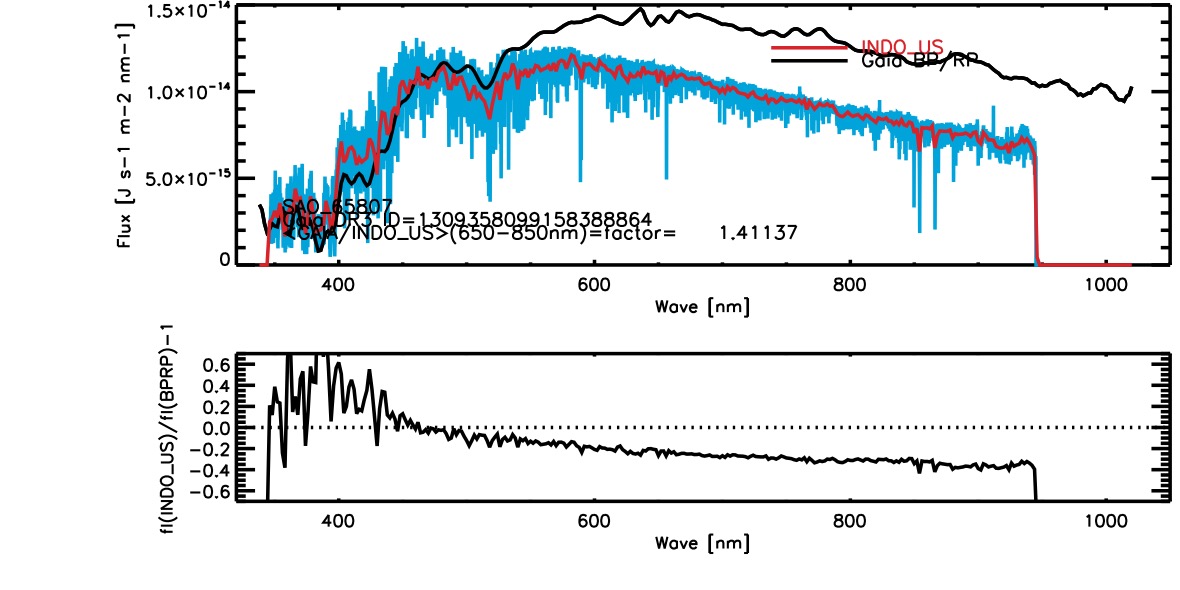 1.5×10⁻¹⁴
1.0×10⁻¹⁴
5.0×10⁻¹⁵
0
Flux [J s−1 m−2 nm−1]
INDO_US
Gaia BP/RP
SAO_65807
Gaia DR3 ID=1309358099158388864
<GAIA/INDO_US>(650−850nm)=factor= 1.41137
400 600 800 1000
Wave [nm]
fl(INDO_US)/fl(BPRP)−1
0.6
0.4
0.2
0.0
−0.2
−0.4
−0.6
400 600 800 1000
Wave [nm]